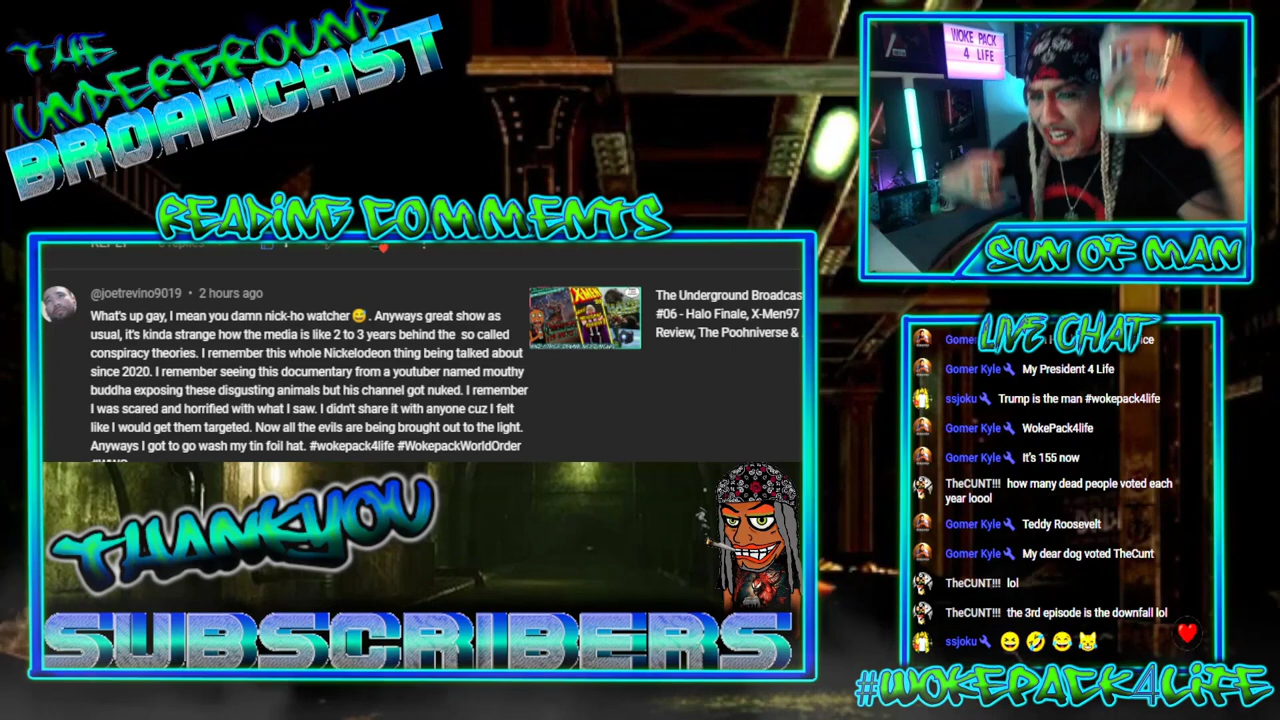 THE
UNDERGROUND
BROADCAST
READING COMMENTS
@joetrevino9019 • 2 hours ago
What's up gay, I mean you damn nick-ho watcher 😅 . Anyways great show as
usual, it's kinda strange how the media is like 2 to 3 years behind the so called
conspiracy theories. I remember this whole Nickelodeon thing being talked about
since 2020. I remember seeing this documentary from a youtuber named mouthy
buddha exposing these disgusting animals but his channel got nuked. I remember
I was scared and horrified with what I saw. I didn't share it with anyone cuz I felt
like I would get them targeted. Now all the evils are being brought out to the light.
Anyways I got to go wash my tin foil hat. #wokepack4life #WokepackWorldOrder
The Underground Broadcas
#06 - Halo Finale, X-Men97
Review, The Poohniverse &
THANKYOU
SUBSCRIBERS
WOKE PACK
4 LIFE
SUN OF MAN
LIVE CHAT
Gomer Kyle My President 4 Life
ssjoku Trump is the man #wokepack4life
Gomer Kyle WokePack4life
Gomer Kyle It's 155 now
TheCUNT!!! how many dead people voted each
year loool
Gomer Kyle Teddy Roosevelt
Gomer Kyle My dear dog voted TheCunt
TheCUNT!!! lol
TheCUNT!!! the 3rd episode is the downfall lol
ssjoku 😆 🤣 😂 😹
#WOKEPACK4LIFE